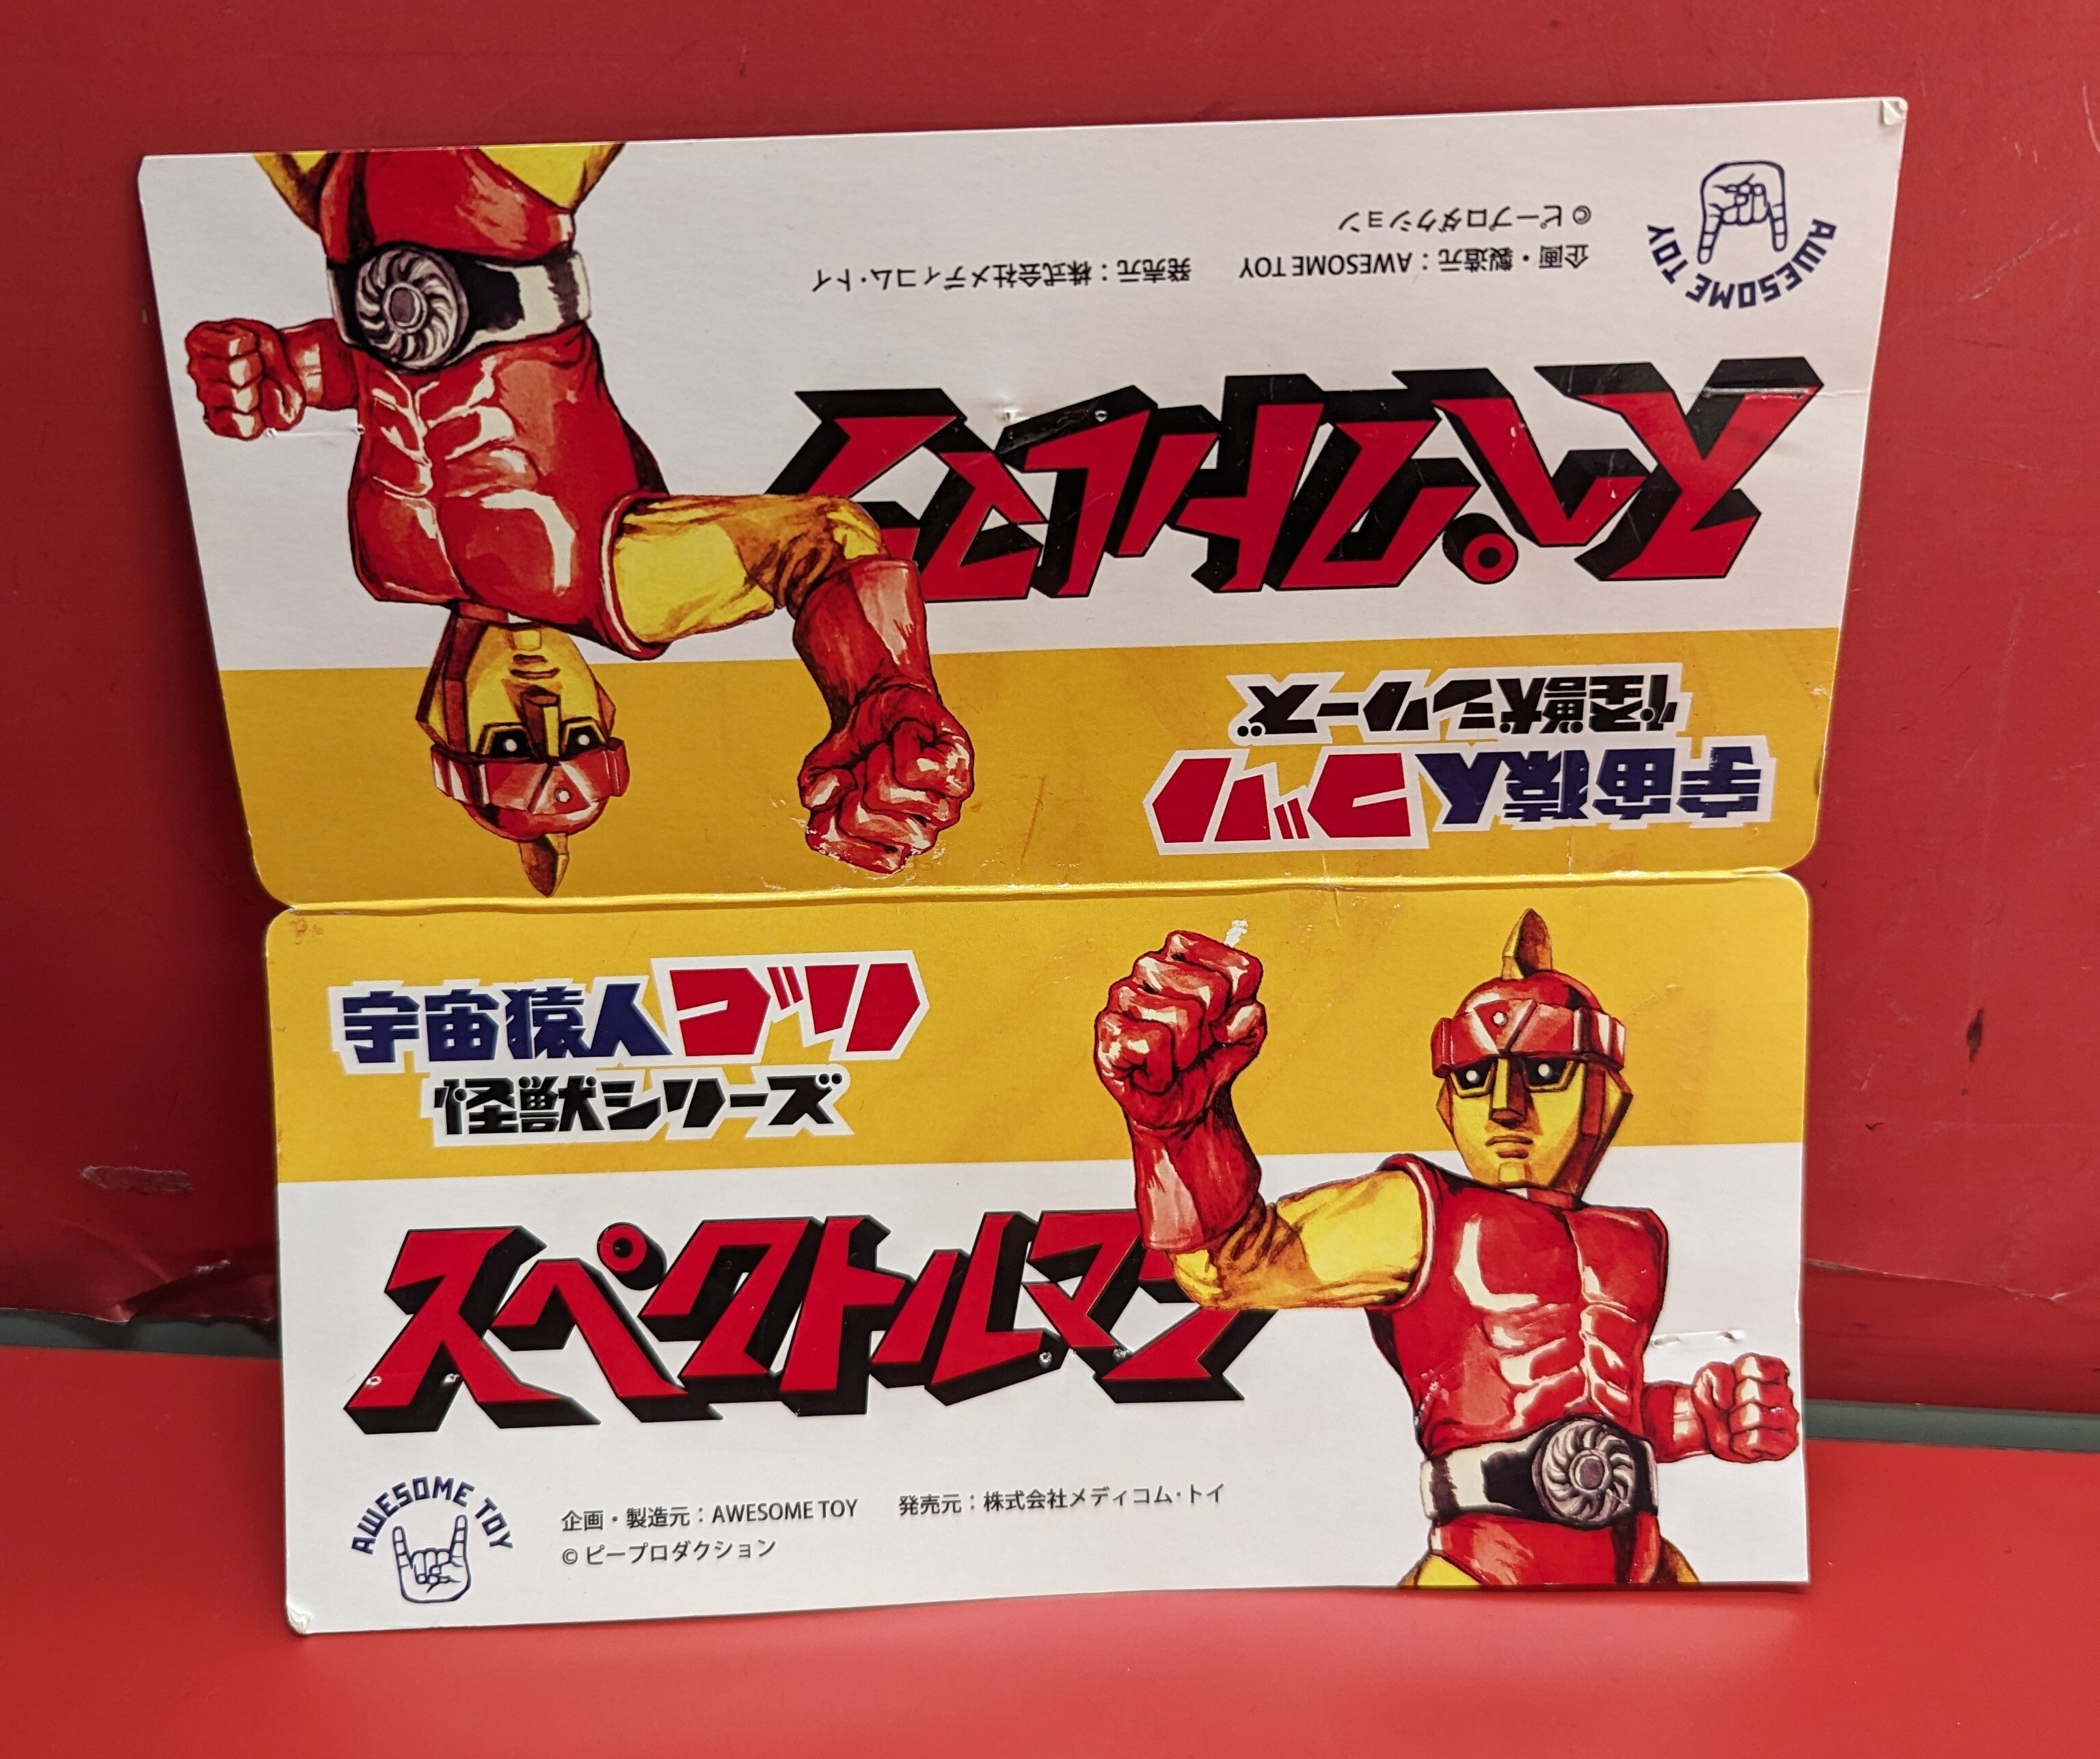 AWESOME TOY
© ピープロダクション
企画・製造元：AWESOME TOY　発売元：株式会社メディコム・トイ
スペクトルマン
怪獣シリーズ
宇宙猿人ゴリ
宇宙猿人ゴリ
怪獣シリーズ
スペクトルマン
AWESOME TOY
企画・製造元：AWESOME TOY　発売元：株式会社メディコム・トイ
© ピープロダクション